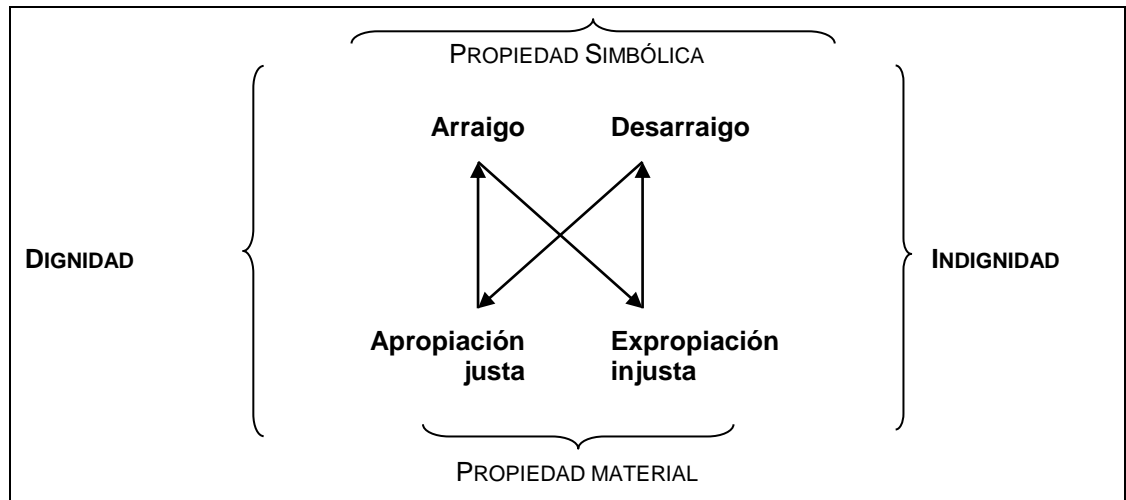 PROPIEDAD SIMBÓLICA
Arraigo
Desarraigo
DIGNIDAD
INDIGNIDAD
Apropiación
justa
Expropiación
injusta
PROPIEDAD MATERIAL